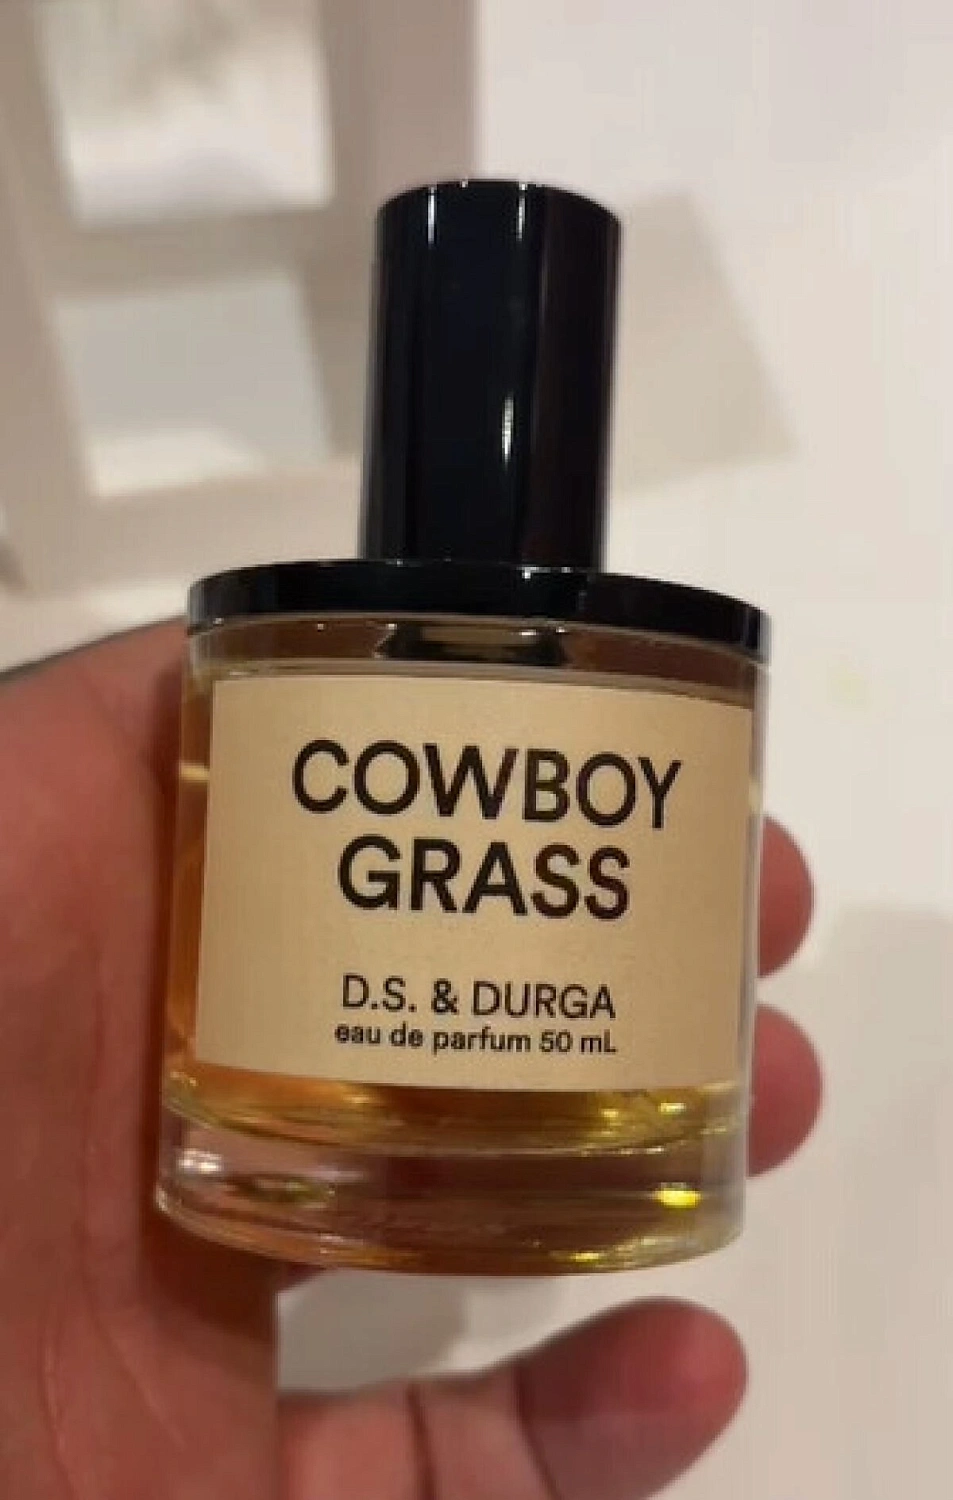 COWBOY
GRASS
D.S. & DURGA
eau de parfum 50 mL